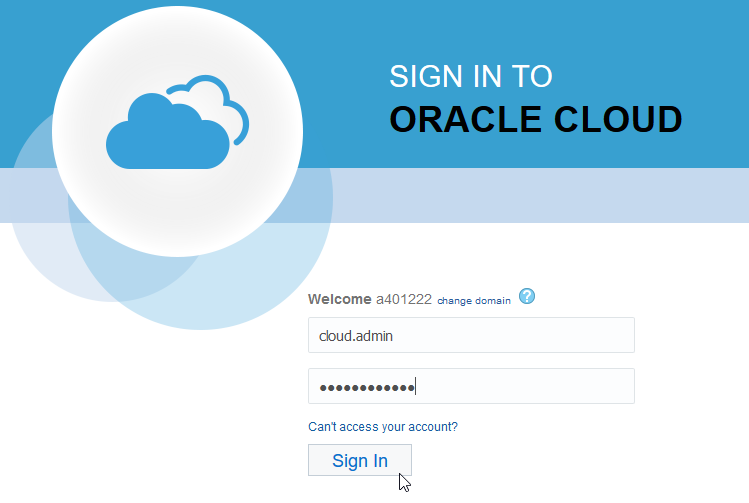 SIGN IN TO
ORACLE CLOUD
Welcome a401222 change domain ?
cloud.admin
••••••••••••
Can't access your account?
Sign In